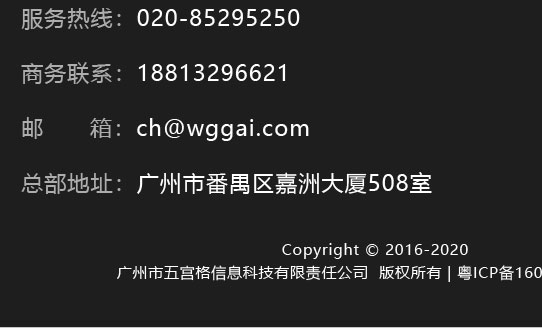 服务热线：020-85295250
商务联系：18813296621
邮 箱：ch@wggai.com
总部地址：广州市番禺区嘉洲大厦508室
Copyright © 2016-2020
广州市五宫格信息科技有限责任公司 版权所有 | 粤ICP备160